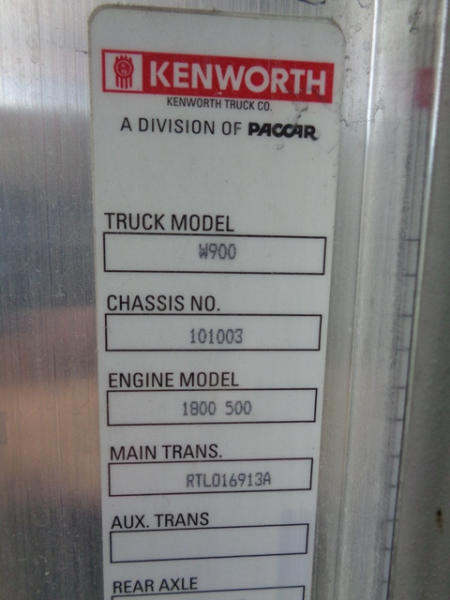 KENWORTH
KENWORTH TRUCK CO.
A DIVISION OF PACCAR
TRUCK MODEL
W900
CHASSIS NO.
101003
ENGINE MODEL
1800 500
MAIN TRANS.
RTLO16913A
AUX. TRANS
REAR AXLE